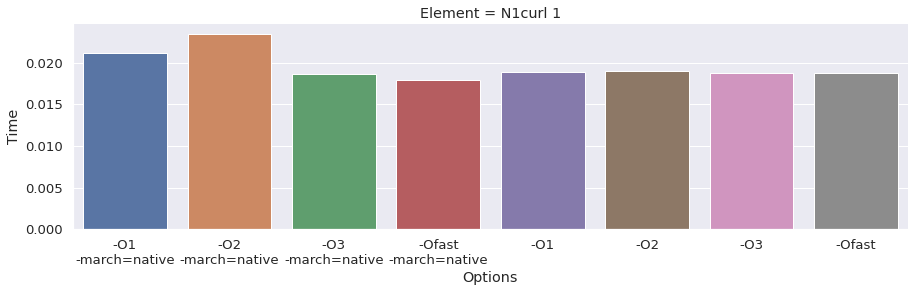 Element = N1curl 1
Time
0.020
0.015
0.010
0.005
0.000
-O1
-march=native
-O2
-march=native
-O3
-march=native
-Ofast
-march=native
-O1
-O2
-O3
-Ofast
Options